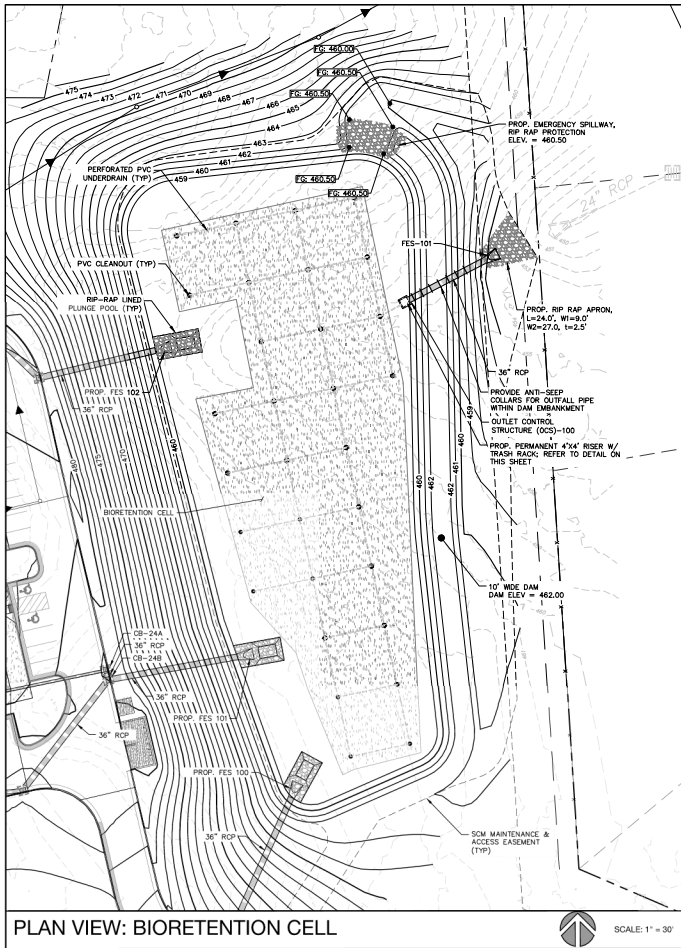 475
474
473
472
471
470
469
468
467
466
465
464
463
462
461
460
459
FG: 460.00
FG: 460.50
FG: 460.50
FG: 460.50
FG: 460.50
PROP. EMERGENCY SPILLWAY,
RIP RAP PROTECTION
ELEV. = 460.50
PERFORATED PVC
UNDERDRAIN (TYP)
24" RCP
FES-101
PVC CLEANOUT (TYP)
RIP-RAP LINED
PLUNGE POOL (TYP)
PROP. RIP RAP APRON,
L=24.0', W1=9.0'
W2=27.0, t=2.5'
PROP. FES 102
36" RCP
36" RCP
PROVIDE ANTI-SEEP
COLLARS FOR OUTFALL PIPE
WITHIN DAM EMBANKMENT
OUTLET CONTROL
STRUCTURE (OCS)-100
PROP. PERMANENT 4'X4' RISER W/
TRASH RACK; REFER TO DETAIL ON
THIS SHEET
480
475
470
460
460
462
462
461
460
459
BIORETENTION CELL
10' WIDE DAM
DAM ELEV = 462.00
CB-24A
36" RCP
CB-24B
36" RCP
PROP. FES 101
36" RCP
PROP. FES 100
36" RCP
SCM MAINTENANCE &
ACCESS EASEMENT
(TYP)
PLAN VIEW: BIORETENTION CELL
SCALE: 1" = 30'